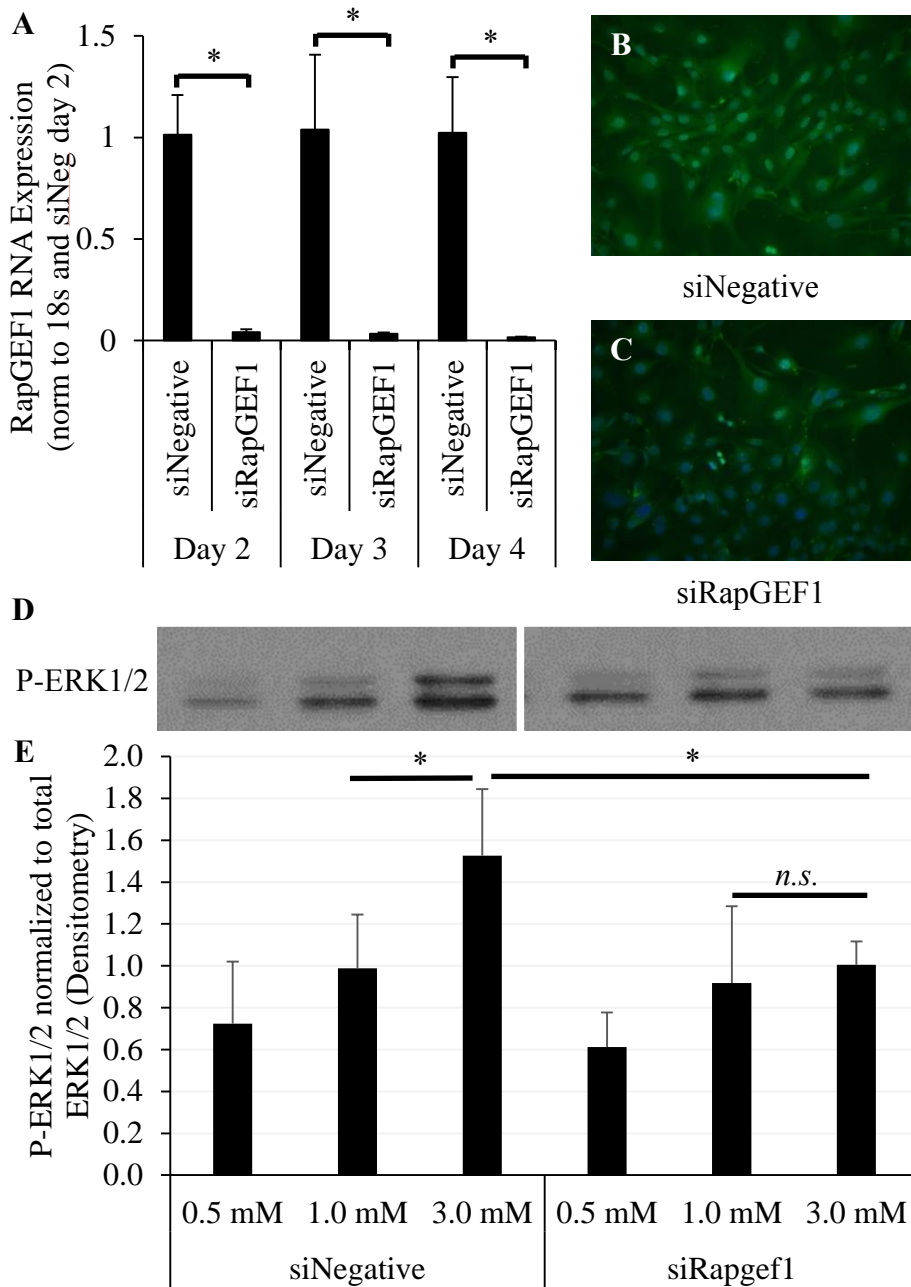 A
RapGEF1 RNA Expression
(norm to 18s and siNeg day 2)
1.5
1
0.5
0
*
*
*
siNegative
siRapGEF1
siNegative
siRapGEF1
siNegative
siRapGEF1
Day 2
Day 3
Day 4
B
siNegative
C
siRapGEF1
D
P-ERK1/2
E
P-ERK1/2 normalized to total
ERK1/2 (Densitometry)
2.0
1.8
1.6
1.4
1.2
1.0
0.8
0.6
0.4
0.2
0.0
*
*
n.s.
0.5 mM 1.0 mM 3.0 mM 0.5 mM 1.0 mM 3.0 mM
siNegative siRapgef1